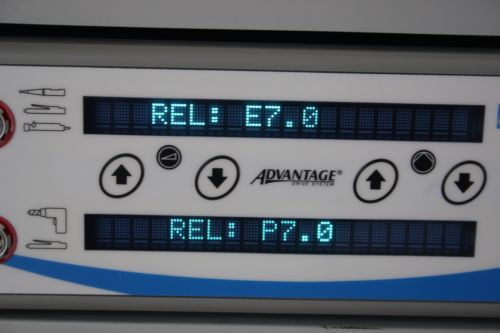 REL: E7.0
ADVANTAGE®
DRIVE SYSTEM
REL: P7.0